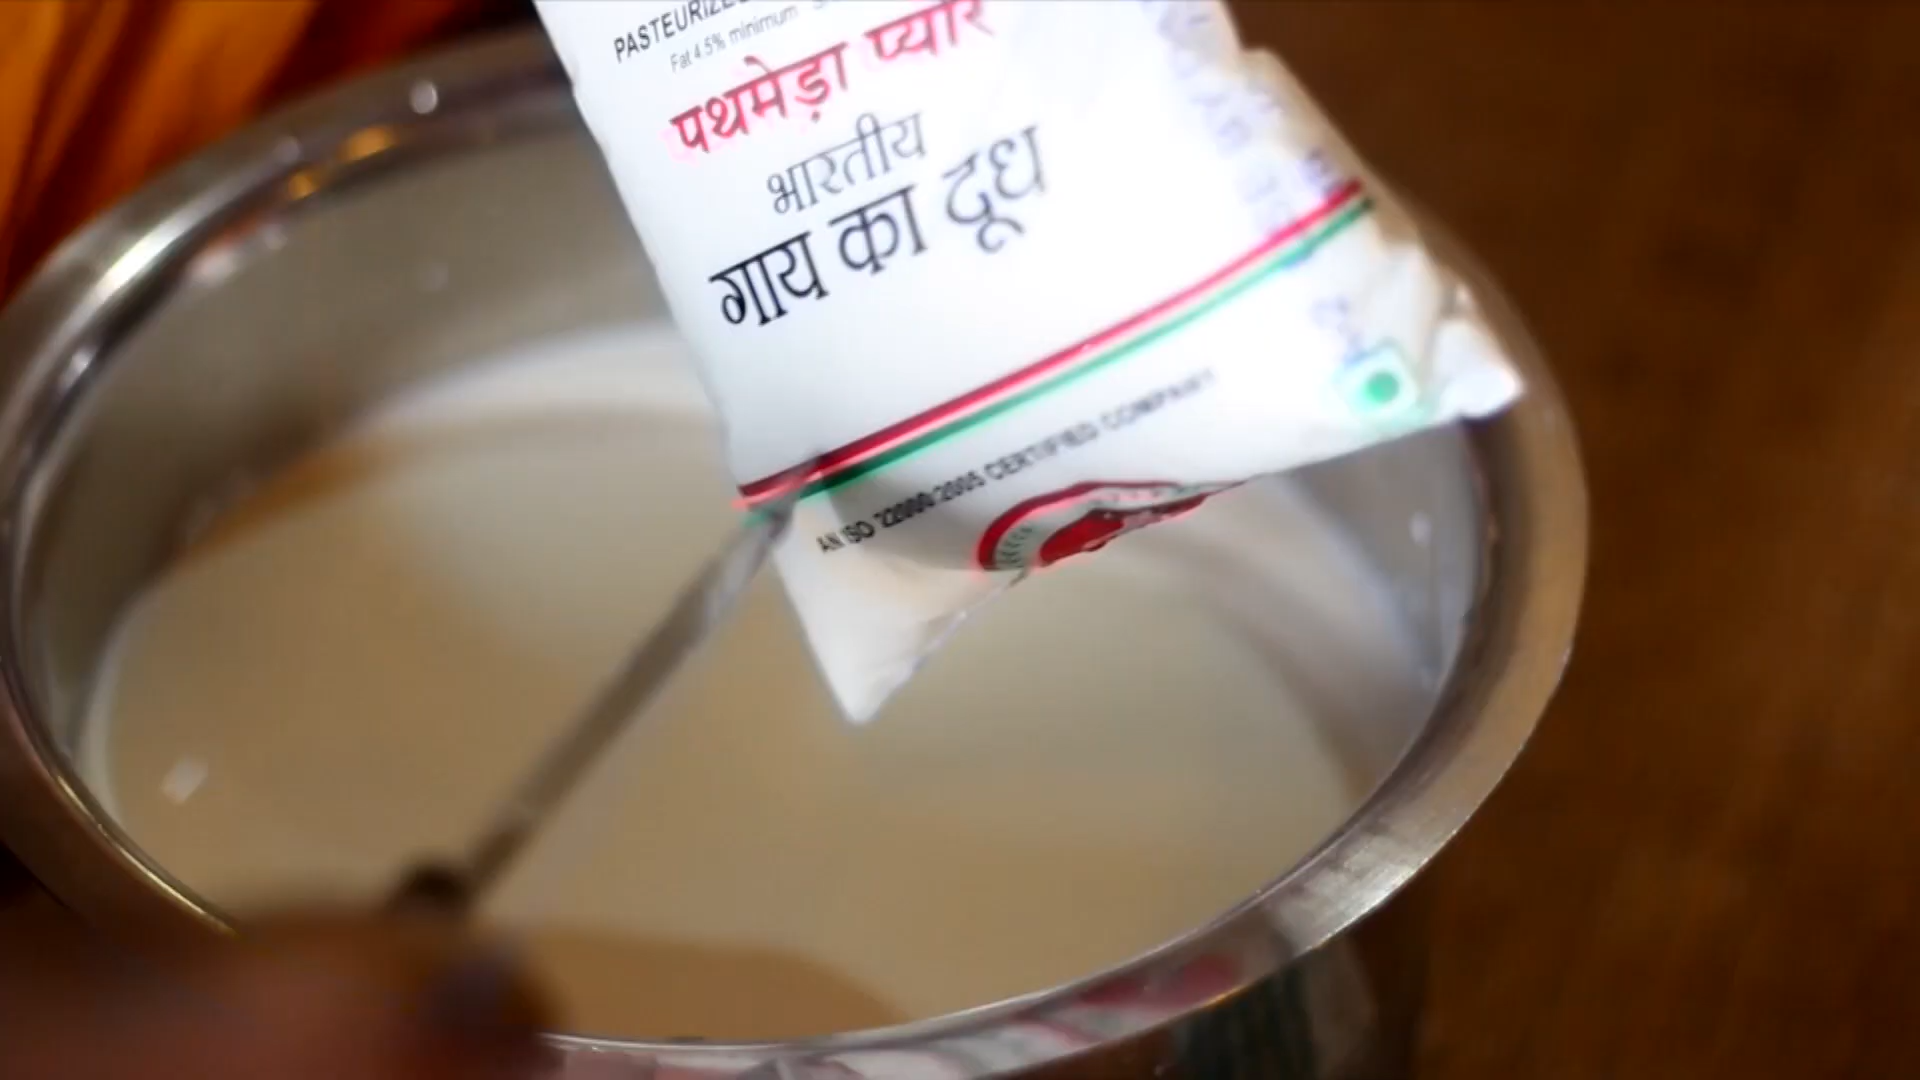 PASTEURIZED
Fat 4.5% minimum
पथमेड़ा प्योर
भारतीय
गाय का दूध
AN ISO 22000:2005 CERTIFIED COMPANY